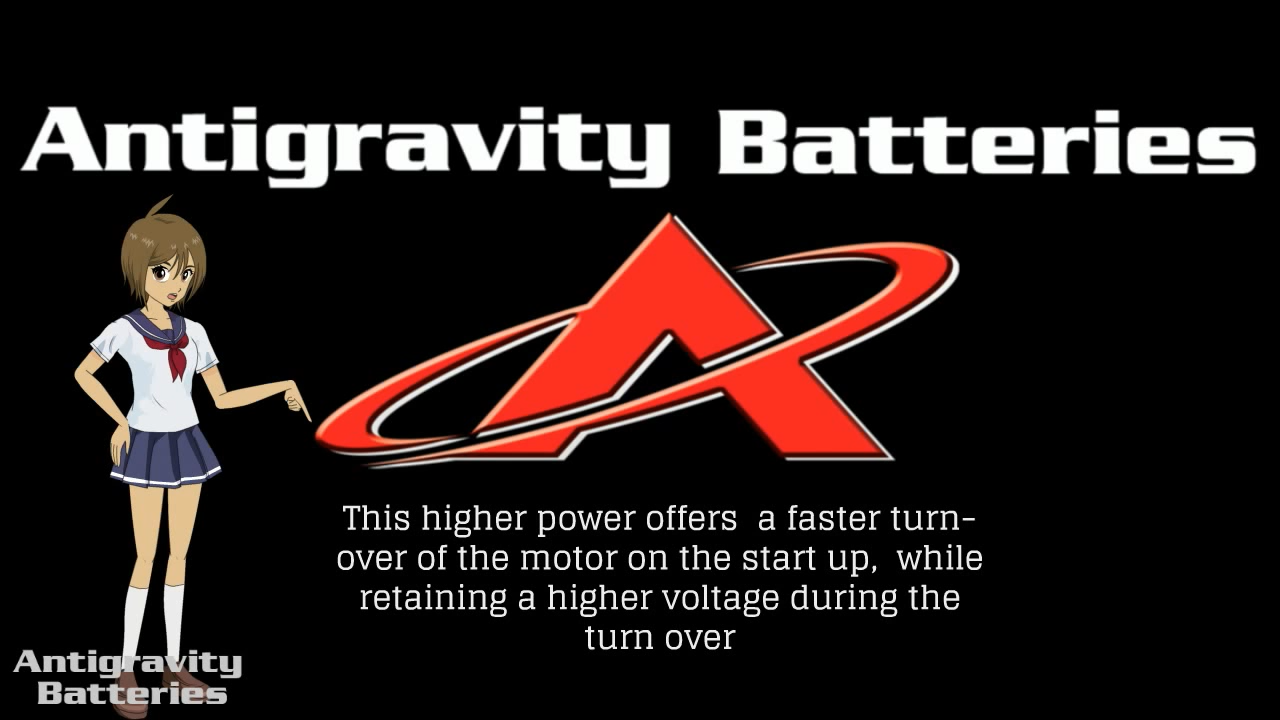 Antigravity Batteries
This higher power offers  a faster turn-
over of the motor on the start up,  while
retaining a higher voltage during the
turn over
Antigravity
Batteries